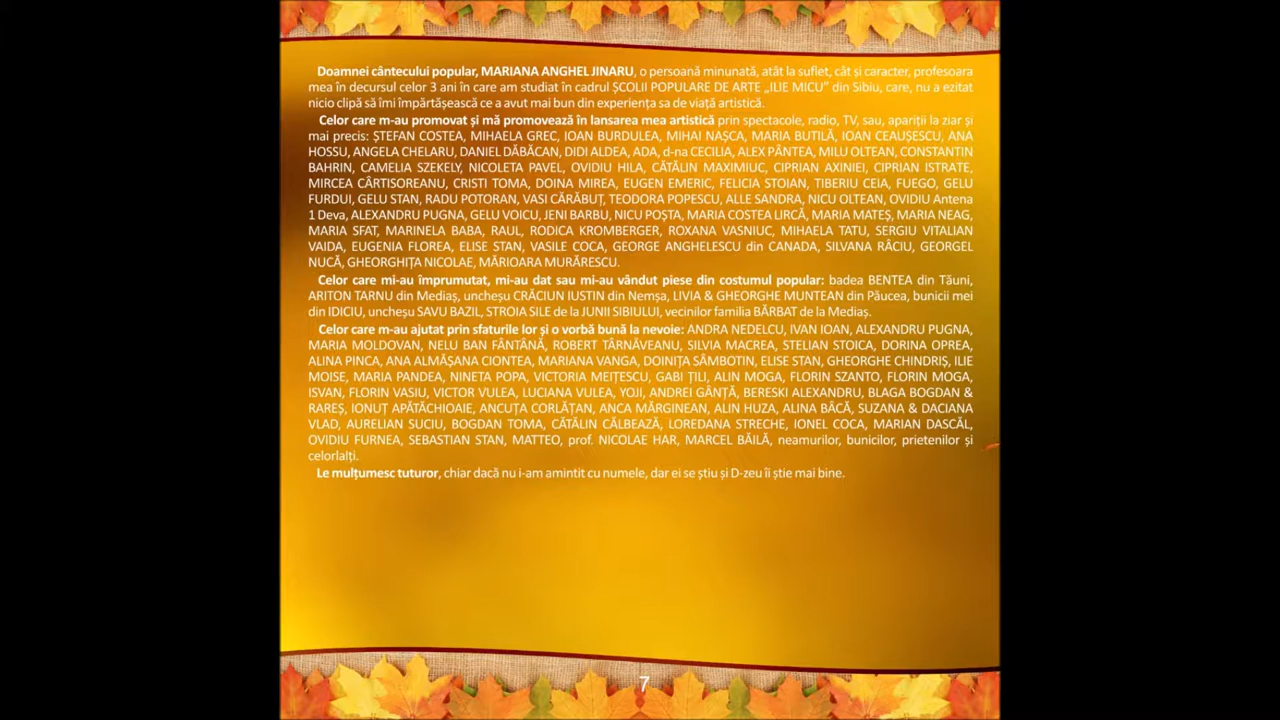 Doamnei cântecului popular, MARIANA ANGHEL JINARU, o persoană minunată, atât la suflet, cât și caracter, profesoara
mea în decursul celor 3 ani în care am studiat în cadrul ȘCOLII POPULARE DE ARTE „ILIE MICU” din Sibiu, care, nu a ezitat
nicio clipă să îmi împărtășească ce a avut mai bun din experiența sa de viață artistică.
Celor care m-au promovat și mă promovează în lansarea mea artistică prin spectacole, radio, TV, sau, apariții la ziar și
mai precis: ȘTEFAN COSTEA, MIHAELA GREC, IOAN BURDULEA, MIHAI NAȘCA, MARIA BUTILĂ, IOAN CEAUȘESCU, ANA
HOSSU, ANGELA CHELARU, DANIEL DĂBĂCAN, DIDI ALDEA, ADA, d-na CECILIA, ALEX PÂNTEA, MILU OLTEAN, CONSTANTIN
BAHRIN, CAMELIA SZEKELY, NICOLETA PAVEL, OVIDIU HILA, CĂTĂLIN MAXIMIUC, CIPRIAN AXINIEI, CIPRIAN ISTRATE,
MIRCEA CÂRTISOREANU, CRISTI TOMA, DOINA MIREA, EUGEN EMERIC, FELICIA STOIAN, TIBERIU CEIA, FUEGO, GELU
FURDUI, GELU STAN, RADU POTORAN, VASI CĂRĂBUȚ, TEODORA POPESCU, ALLE SANDRA, NICU OLTEAN, OVIDIU Antena
1 Deva, ALEXANDRU PUGNA, GELU VOICU, JENI BARBU, NICU POȘTA, MARIA COSTEA LIRCĂ, MARIA MATEȘ, MARIA NEAG,
MARIA SFAT, MARINELA BABA, RAUL, RODICA KROMBERGER, ROXANA VASNIUC, MIHAELA TATU, SERGIU VITALIAN
VAIDA, EUGENIA FLOREA, ELISE STAN, VASILE COCA, GEORGE ANGHELESCU din CANADA, SILVANA RÂCIU, GEORGEL
NUCĂ, GHEORGHIȚA NICOLAE, MĂRIOARA MURĂRESCU.
Celor care mi-au împrumutat, mi-au dat sau mi-au vândut piese din costumul popular: badea BENTEA din Tăuni,
ARITON TARNU din Mediaș, uncheșu CRĂCIUN IUSTIN din Nemșa, LIVIA & GHEORGHE MUNTEAN din Păucea, bunicii mei
din IDICIU, uncheșu SAVU BAZIL, STROIA SILE de la JUNII SIBIULUI, vecinilor familia BĂRBAT de la Mediaș.
Celor care m-au ajutat prin sfaturile lor și o vorbă bună la nevoie: ANDRA NEDELCU, IVAN IOAN, ALEXANDRU PUGNA,
MARIA MOLDOVAN, NELU BAN FÂNTÂNĂ, ROBERT TÂRNĂVEANU, SILVIA MACREA, STELIAN STOICA, DORINA OPREA,
ALINA PINCA, ANA ALMĂȘANA CIONTEA, MARIANA VANGA, DOINIȚA SÂMBOTIN, ELISE STAN, GHEORGHE CHINDRIȘ, ILIE
MOISE, MARIA PANDEA, NINETA POPA, VICTORIA MEIȚESCU, GABI ȚILI, ALIN MOGA, FLORIN SZANTO, FLORIN MOGA,
ISVAN, FLORIN VASIU, VICTOR VULEA, LUCIANA VULEA, YOJI, ANDREI GÂNȚĂ, BERESKI ALEXANDRU, BLAGA BOGDAN &
RAREȘ, IONUȚ APĂTĂCHIOAIE, ANCUȚA CORLĂȚAN, ANCA MĂRGINEAN, ALIN HUZA, ALINA BÂCĂ, SUZANA & DACIANA
VLAD, AURELIAN SUCIU, BOGDAN TOMA, CĂTĂLIN CĂLBEAZĂ, LOREDANA STRECHE, IONEL COCA, MARIAN DASCĂL,
OVIDIU FURNEA, SEBASTIAN STAN, MATTEO, prof. NICOLAE HAR, MARCEL BĂILĂ, neamurilor, bunicilor, prietenilor și
celorlalți.
Le mulțumesc tuturor, chiar dacă nu i-am amintit cu numele, dar ei se știu și D-zeu îi știe mai bine.
7